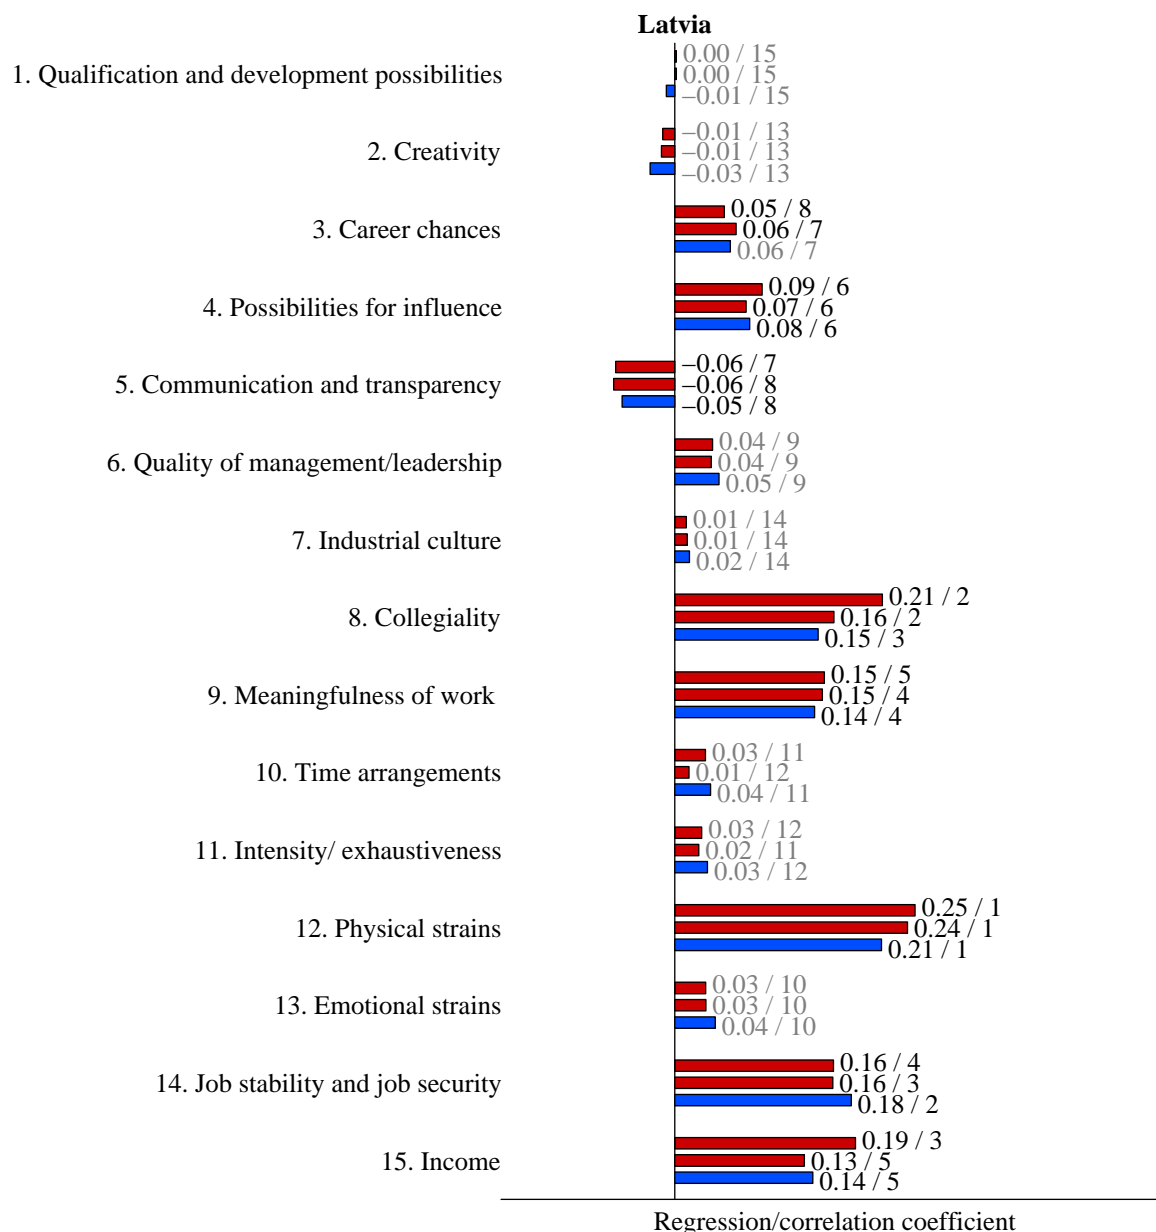 Latvia
1. Qualification and development possibilities
0.00 / 15
0.00 / 15
–0.01 / 15
2. Creativity
–0.01 / 13
–0.01 / 13
–0.03 / 13
3. Career chances
0.05 / 8
0.06 / 7
0.06 / 7
4. Possibilities for influence
0.09 / 6
0.07 / 6
0.08 / 6
5. Communication and transparency
–0.06 / 7
–0.06 / 8
–0.05 / 8
6. Quality of management/leadership
0.04 / 9
0.04 / 9
0.05 / 9
7. Industrial culture
0.01 / 14
0.01 / 14
0.02 / 14
8. Collegiality
0.21 / 2
0.16 / 2
0.15 / 3
9. Meaningfulness of work
0.15 / 5
0.15 / 4
0.14 / 4
10. Time arrangements
0.03 / 11
0.01 / 12
0.04 / 11
11. Intensity/ exhaustiveness
0.03 / 12
0.02 / 11
0.03 / 12
12. Physical strains
0.25 / 1
0.24 / 1
0.21 / 1
13. Emotional strains
0.03 / 10
0.03 / 10
0.04 / 10
14. Job stability and job security
0.16 / 4
0.16 / 3
0.18 / 2
15. Income
0.19 / 3
0.13 / 5
0.14 / 5
Regression/correlation coefficient